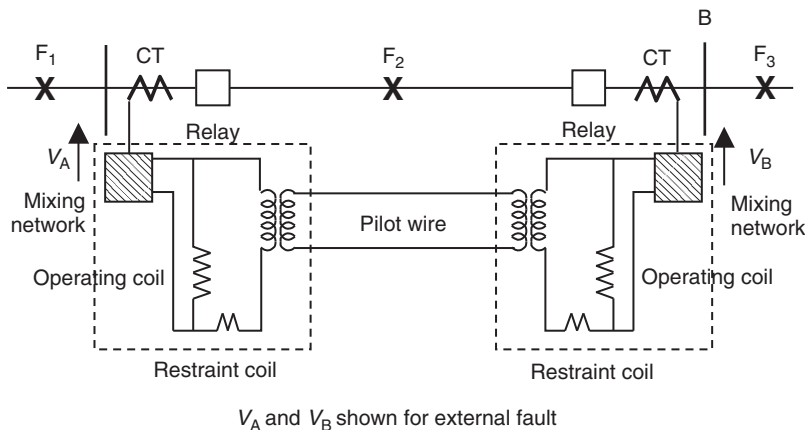 B
F1 CT F2 CT F3
Relay Relay
VA VB
Mixing network Mixing network
Pilot wire
Operating coil Operating coil
Restraint coil Restraint coil
VA and VB shown for external fault